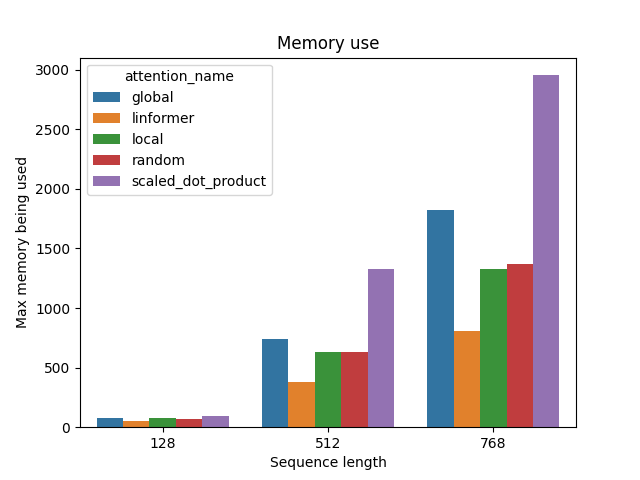 Memory use
3000
2500
2000
1500
1000
500
0
Max memory being used
attention_name
global
linformer
local
random
scaled_dot_product
128
512
768
Sequence length